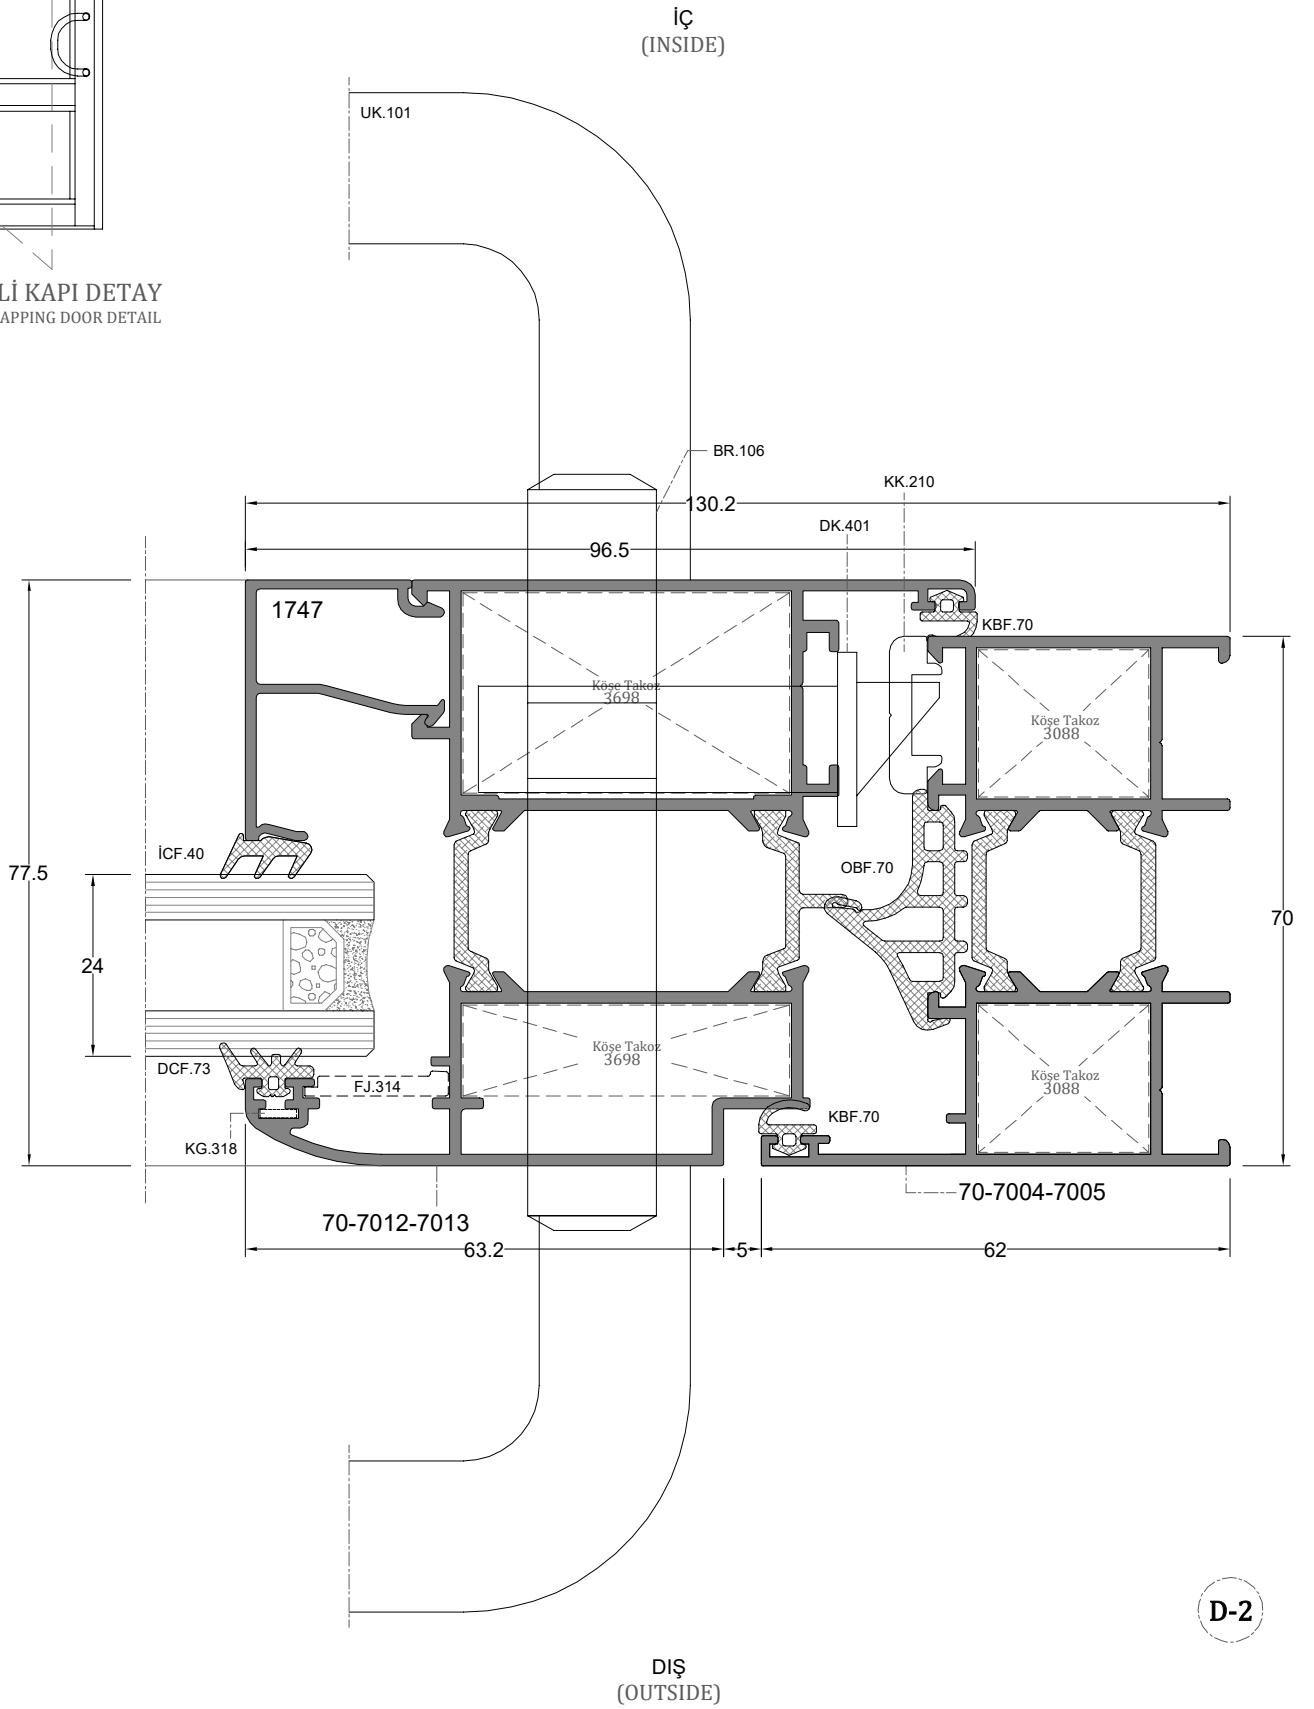 İÇ
(INSIDE)
UK.101
Lİ KAPI DETAY
APPING DOOR DETAIL
BR.106
KK.210
130.2
DK.401
96.5
1747
KBF.70
Köşe Takoz
3698
Köşe Takoz
3088
İCF.40
77.5
OBF.70
70
24
Köşe Takoz
3698
DCF.73
FJ.314
Köşe Takoz
3088
KBF.70
KG.318
70-7004-7005
70-7012-7013
63.2
5
62
D-2
DIŞ
(OUTSIDE)